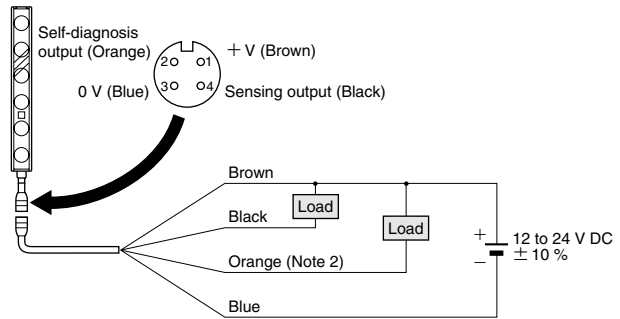 Self-diagnosis
output (Orange)
+ V (Brown)
2 1
3 4
0 V (Blue)
Sensing output (Black)
Brown
Load
Black
Load
Orange (Note 2)
Blue
+
−
12 to 24 V DC
± 10 %